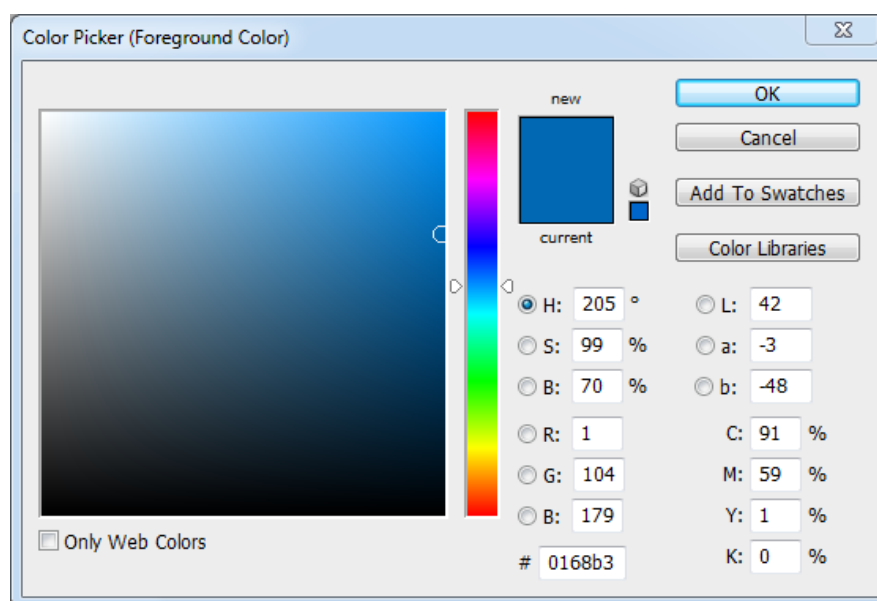 Color Picker (Foreground Color)
new
current
OK
Cancel
Add To Swatches
Color Libraries
H: 205 °
S: 99 %
B: 70 %
R: 1
G: 104
B: 179
# 0168b3
L: 42
a: -3
b: -48
C: 91 %
M: 59 %
Y: 1 %
K: 0 %
Only Web Colors